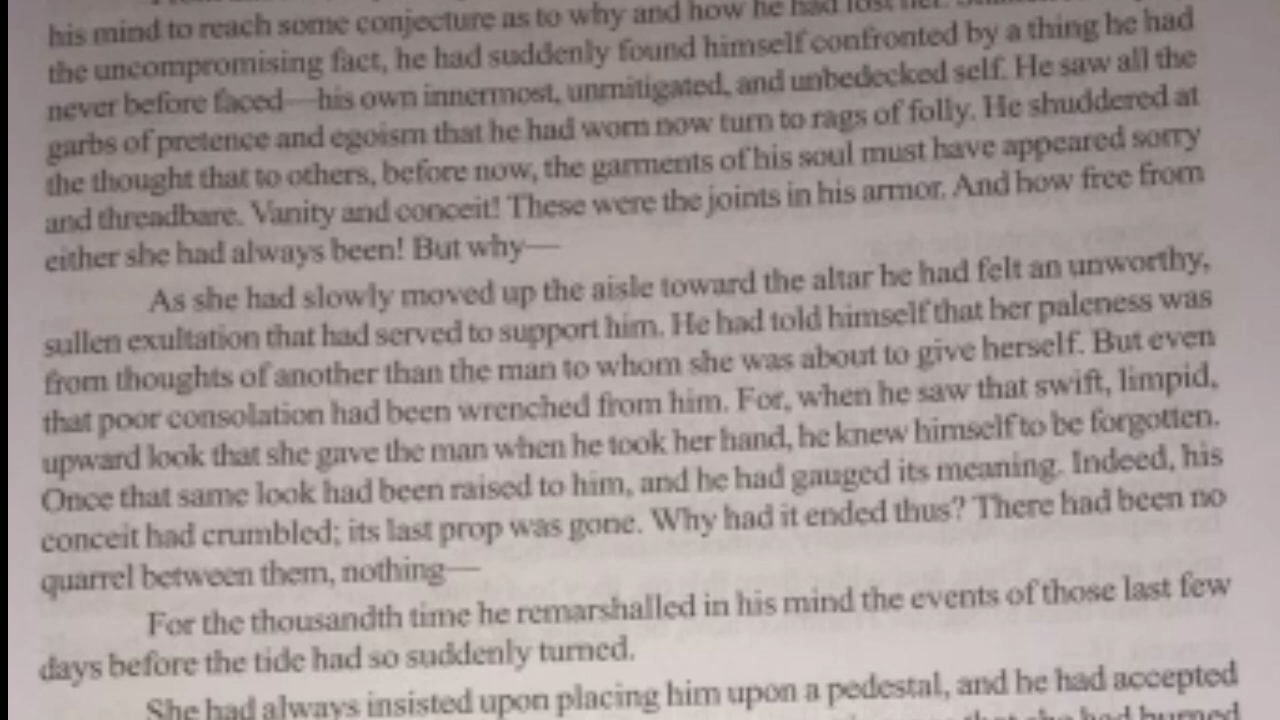 his mind to reach some conjecture as to why and how he had lost her.
the uncompromising fact, he had suddenly found himself confronted by a thing he had
never before faced—his own innermost, unmitigated, and unbedecked self. He saw all the
garbs of pretence and egoism that he had worn now turn to rags of folly. He shuddered at
the thought that to others, before now, the garments of his soul must have appeared sorry
and threadbare. Vanity and conceit! These were the joints in his armor. And how free from
either she had always been! But why—
As she had slowly moved up the aisle toward the altar he had felt an unworthy,
sullen exultation that had served to support him. He had told himself that her paleness was
from thoughts of another than the man to whom she was about to give herself. But even
that poor consolation had been wrenched from him. For, when he saw that swift, limpid,
upward look that she gave the man when he took her hand, he knew himself to be forgotten.
Once that same look had been raised to him, and he had gauged its meaning. Indeed, his
conceit had crumbled; its last prop was gone. Why had it ended thus? There had been no
quarrel between them, nothing—
For the thousandth time he remarshalled in his mind the events of those last few
days before the tide had so suddenly turned.
She had always insisted upon placing him upon a pedestal, and he had accepted
that she had burned